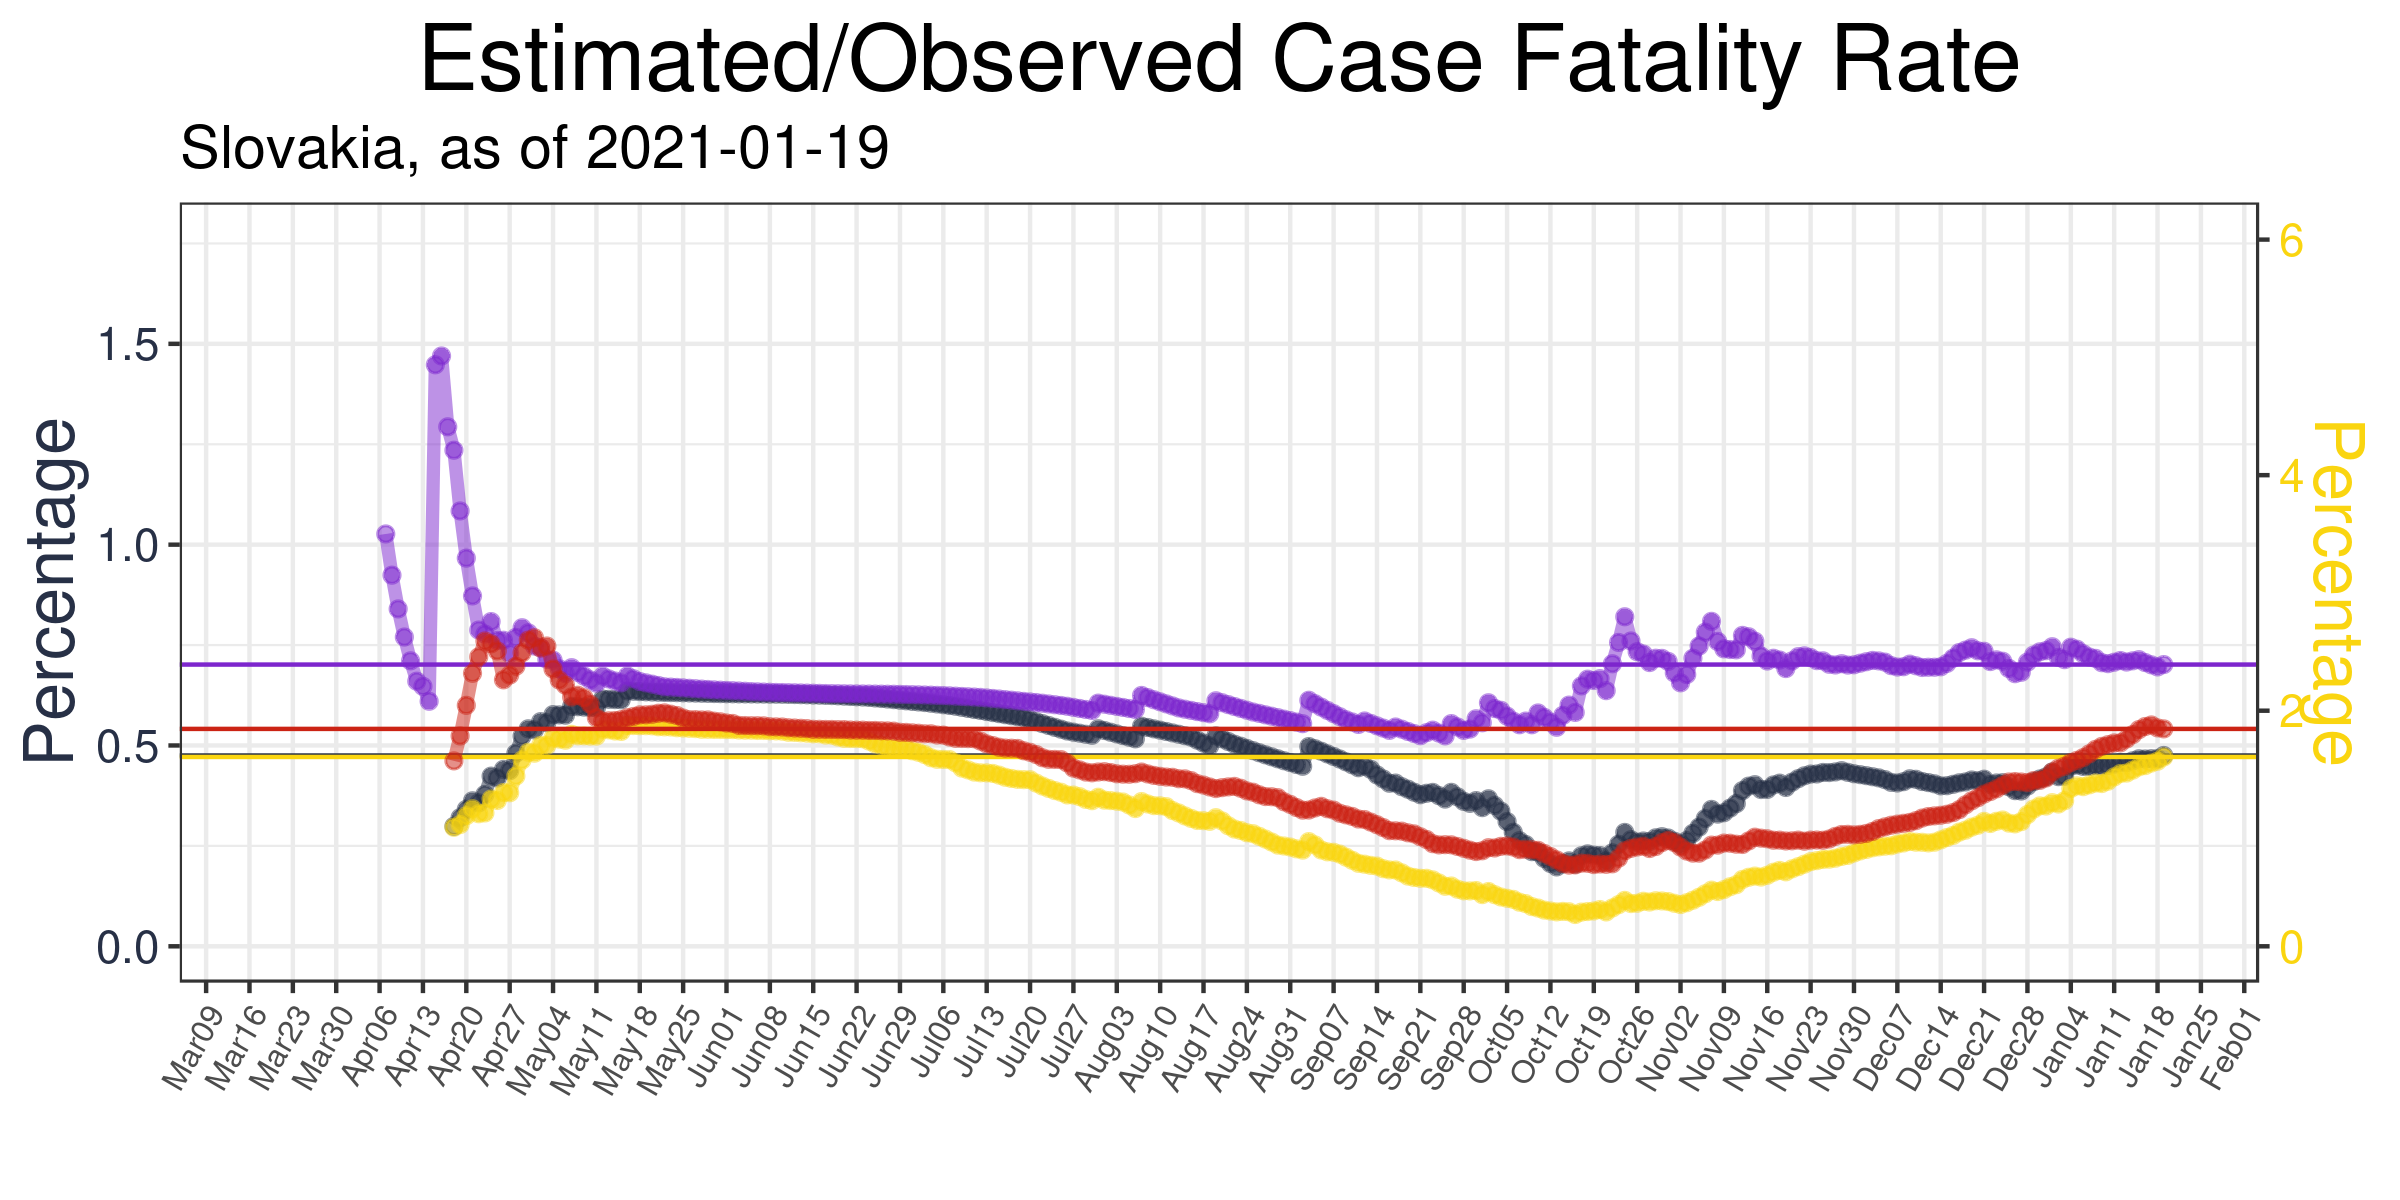 Estimated/Observed Case Fatality Rate
Slovakia, as of 2021-01-19
Percentage
1.5
1.0
0.5
0.0
6
4
2
0
Percentage
Mar09 Mar16 Mar23 Mar30 Apr06 Apr13 Apr20 Apr27 May04 May11 May18 May25 Jun01 Jun08 Jun15 Jun22 Jun29 Jul06 Jul13 Jul20 Jul27 Aug03 Aug10 Aug17 Aug24 Aug31 Sep07 Sep14 Sep21 Sep28 Oct05 Oct12 Oct19 Oct26 Nov02 Nov09 Nov16 Nov23 Nov30 Dec07 Dec14 Dec21 Dec28 Jan04 Jan11 Jan18 Jan25 Feb01